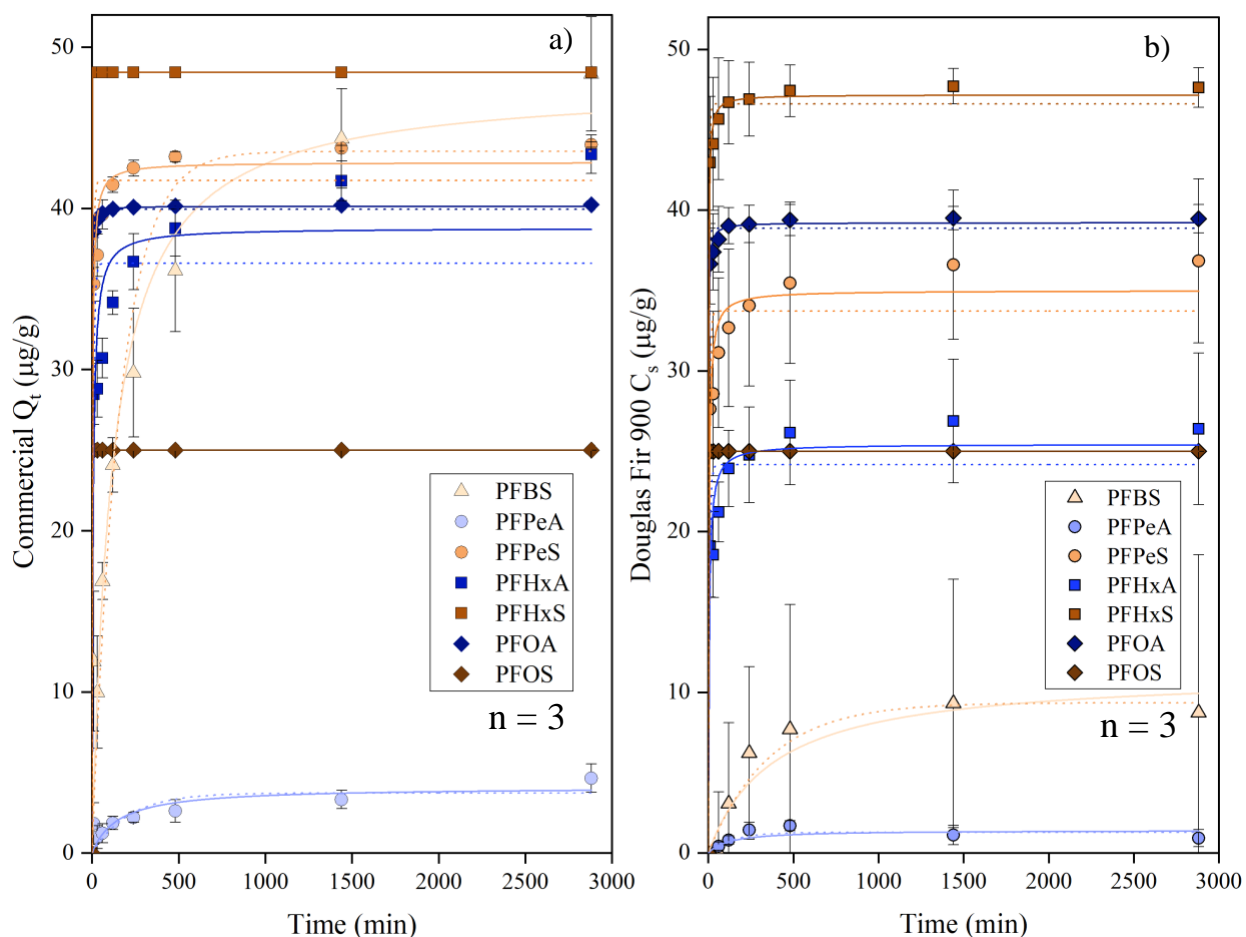 a)
50
40
30
20
10
0
Commercial Qt (µg/g)
PFBS
PFPeA
PFPeS
PFHxA
PFHxS
PFOA
PFOS
n = 3
0 500 1000 1500 2000 2500 3000
Time (min)
b)
50
40
30
20
10
0
Douglas Fir 900 Cs (µg/g)
PFBS
PFPeA
PFPeS
PFHxA
PFHxS
PFOA
PFOS
n = 3
0 500 1000 1500 2000 2500 3000
Time (min)